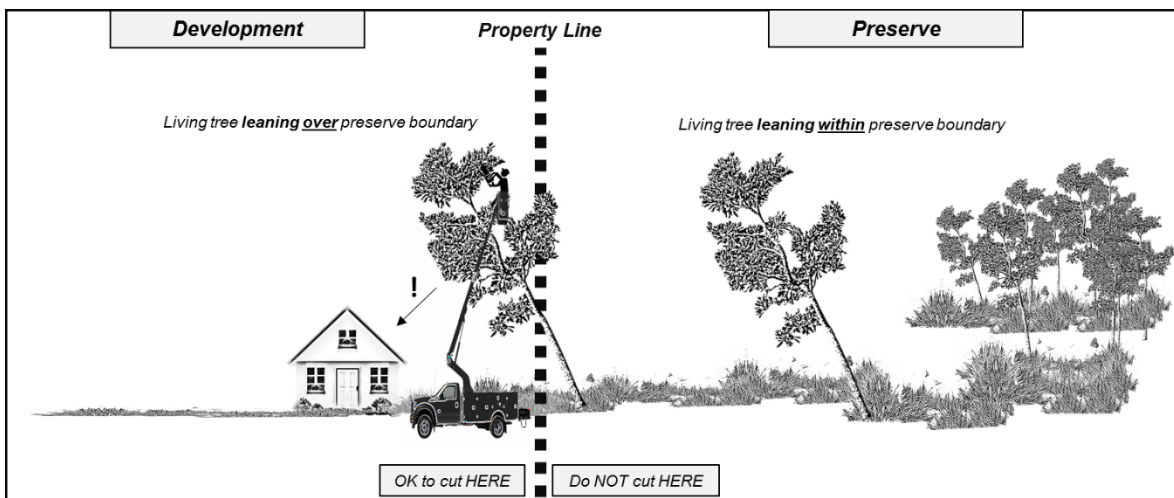 Development
Property Line
Preserve
Living tree leaning over preserve boundary
Living tree leaning within preserve boundary
!
OK to cut HERE
Do NOT cut HERE